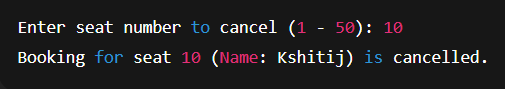 Enter seat number to cancel (1 - 50): 10
Booking for seat 10 (Name: Kshitij) is cancelled.